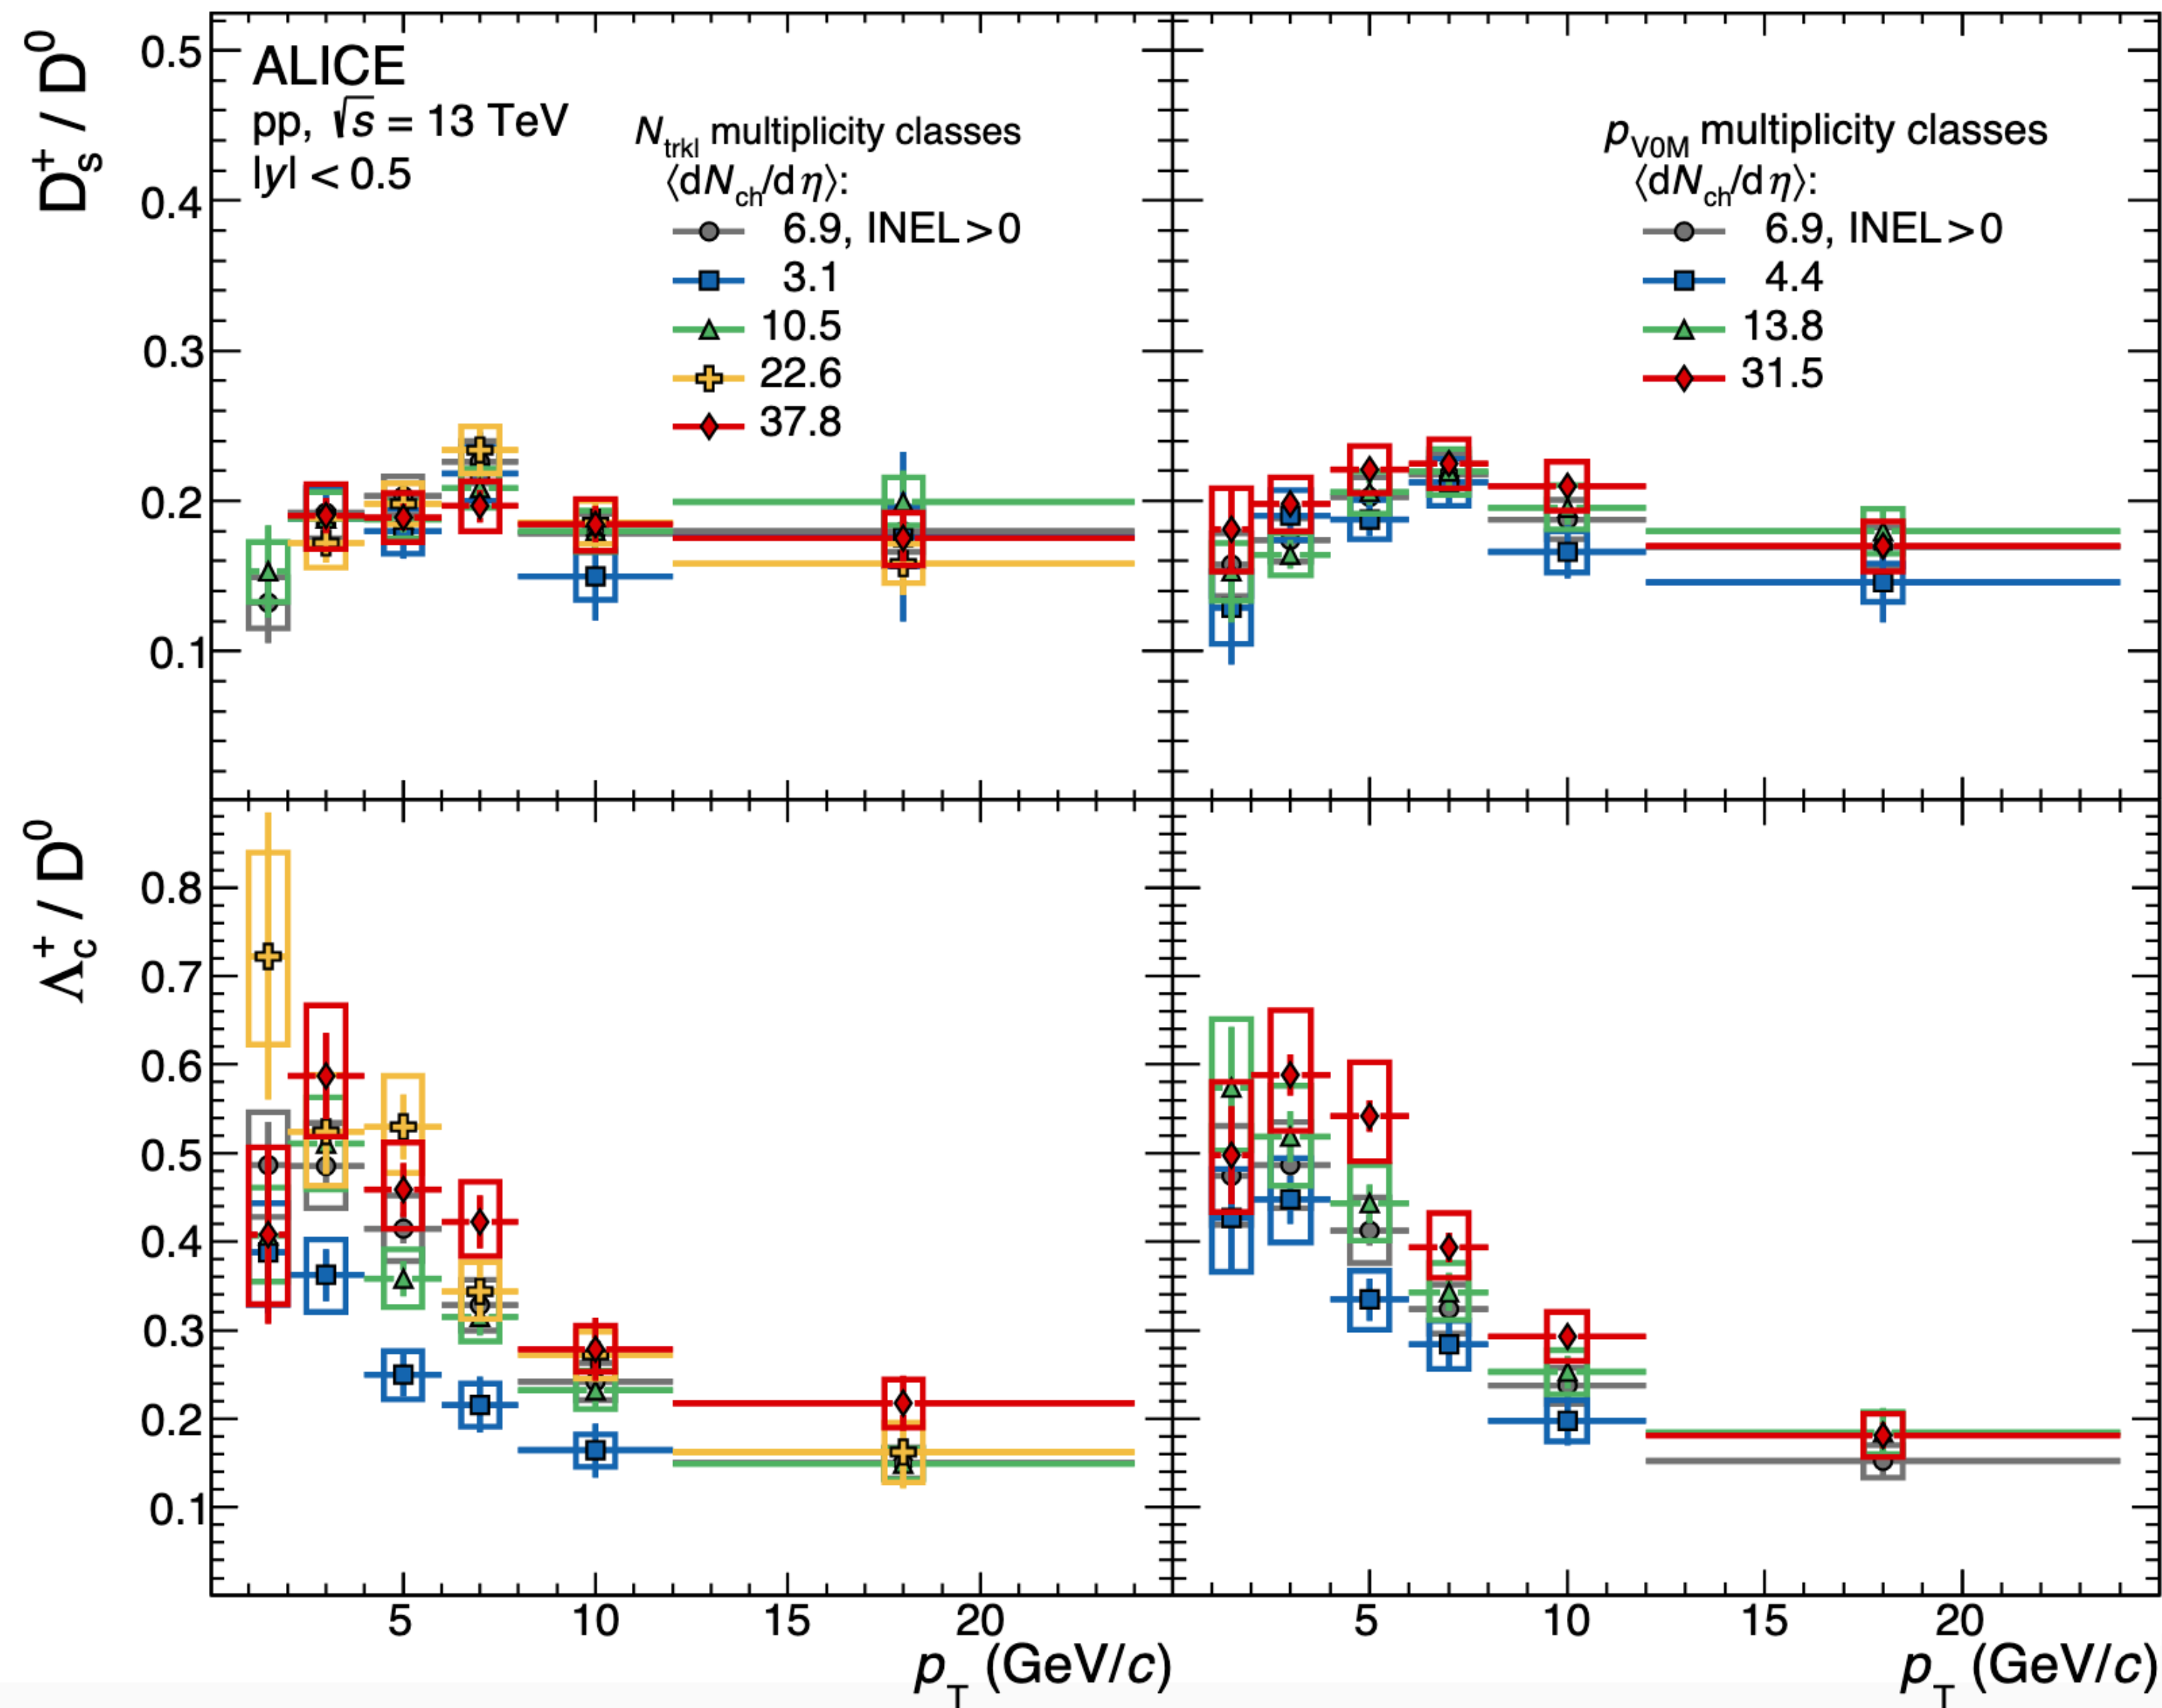 D⁺ₛ / D⁰
0.5
0.4
0.3
0.2
0.1
ALICE
pp, √s = 13 TeV
|y| < 0.5
N_trkl multiplicity classes
⟨dN_ch/dη⟩:
6.9, INEL > 0
3.1
10.5
22.6
37.8
p_V0M multiplicity classes
⟨dN_ch/dη⟩:
6.9, INEL > 0
4.4
13.8
31.5
Λ⁺_c / D⁰
0.8
0.7
0.6
0.5
0.4
0.3
0.2
0.1
5 10 15 20
p_T (GeV/c)
5 10 15 20
p_T (GeV/c)